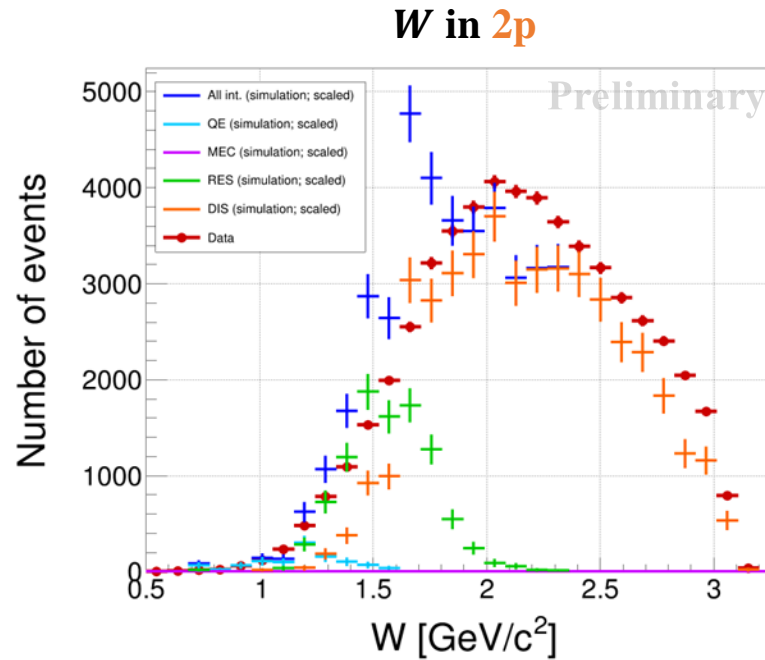 W in 2p
Preliminary
All int. (simulation; scaled)
QE (simulation; scaled)
MEC (simulation; scaled)
RES (simulation; scaled)
DIS (simulation; scaled)
Data
Number of events
5000
4000
3000
2000
1000
0
0.5
1
1.5
2
2.5
3
W [GeV/c²]